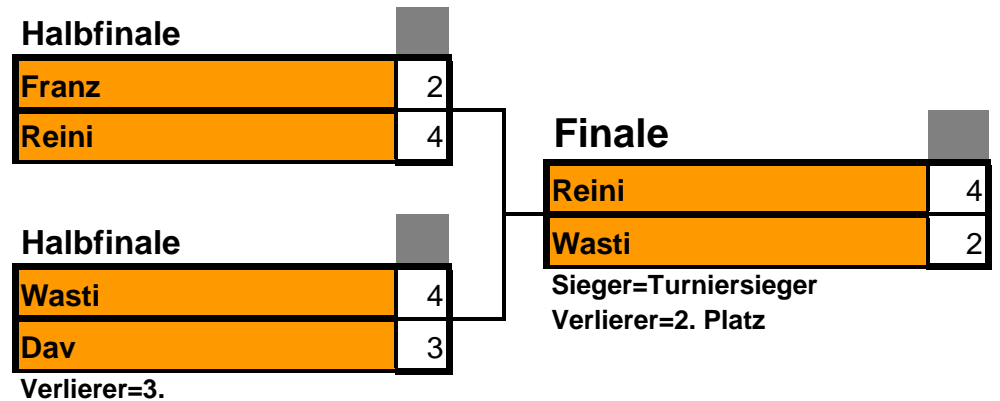 Halbfinale
Franz 2
Reini 4
Halbfinale
Wasti 4
Dav 3
Verlierer=3.
Finale
Reini 4
Wasti 2
Sieger=Turniersieger
Verlierer=2. Platz